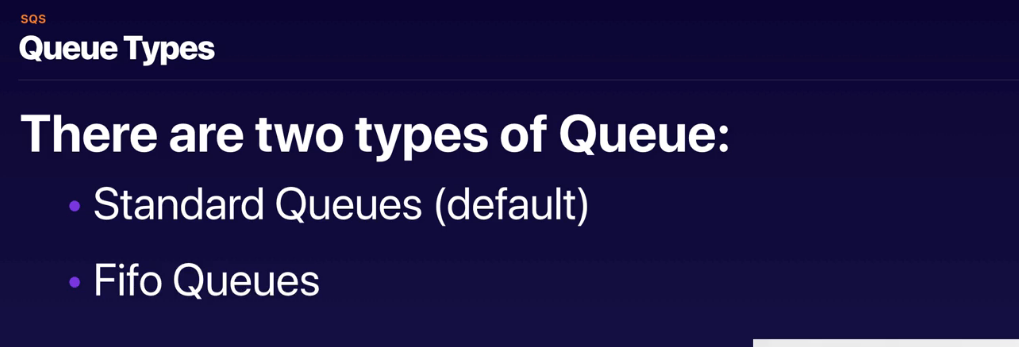 SQS
Queue Types
There are two types of Queue:
• Standard Queues (default)
• Fifo Queues